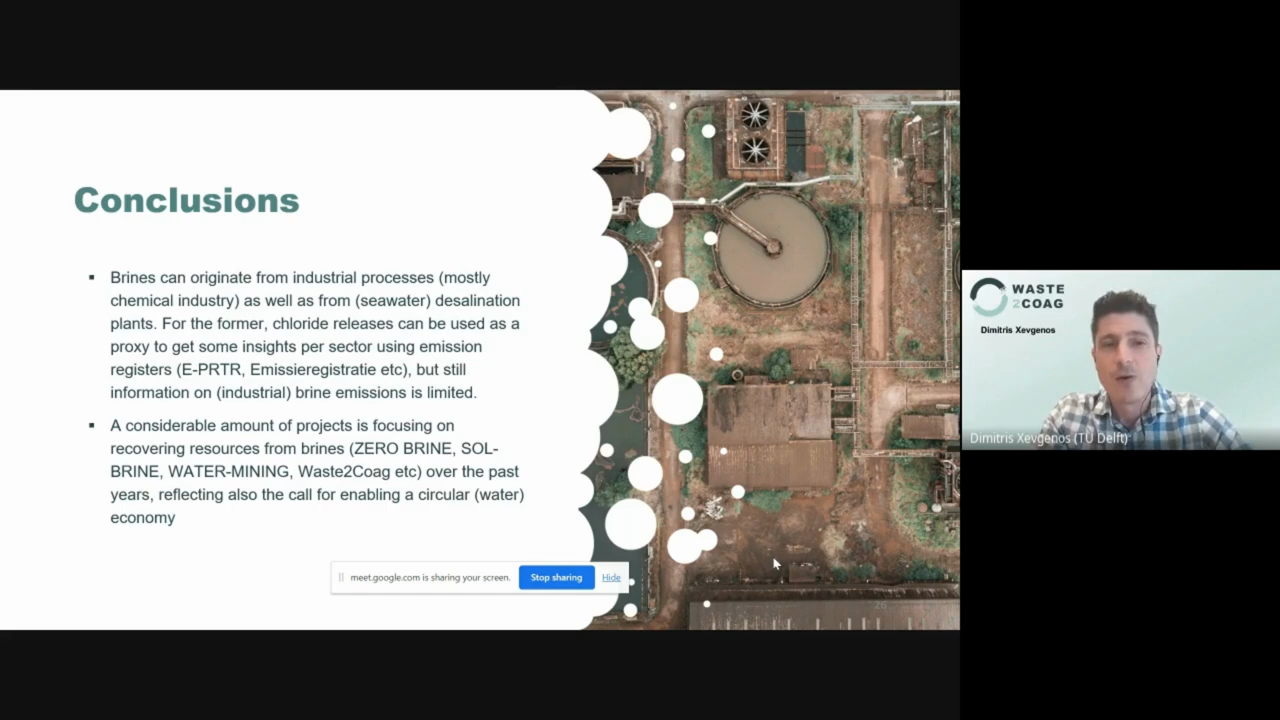 Conclusions
▪ Brines can originate from industrial processes (mostly
chemical industry) as well as from (seawater) desalination
plants. For the former, chloride releases can be used as a
proxy to get some insights per sector using emission
registers (E-PRTR, Emissieregistratie etc), but still
information on (industrial) brine emissions is limited.
▪ A considerable amount of projects is focusing on
recovering resources from brines (ZERO BRINE, SOL-
BRINE, WATER-MINING, Waste2Coag etc) over the past
years, reflecting also the call for enabling a circular (water)
economy
meet.google.com is sharing your screen. Stop sharing Hide
WASTE
2COAG
Dimitris Xevgenos
Dimitris Xevgenos (TU Delft)